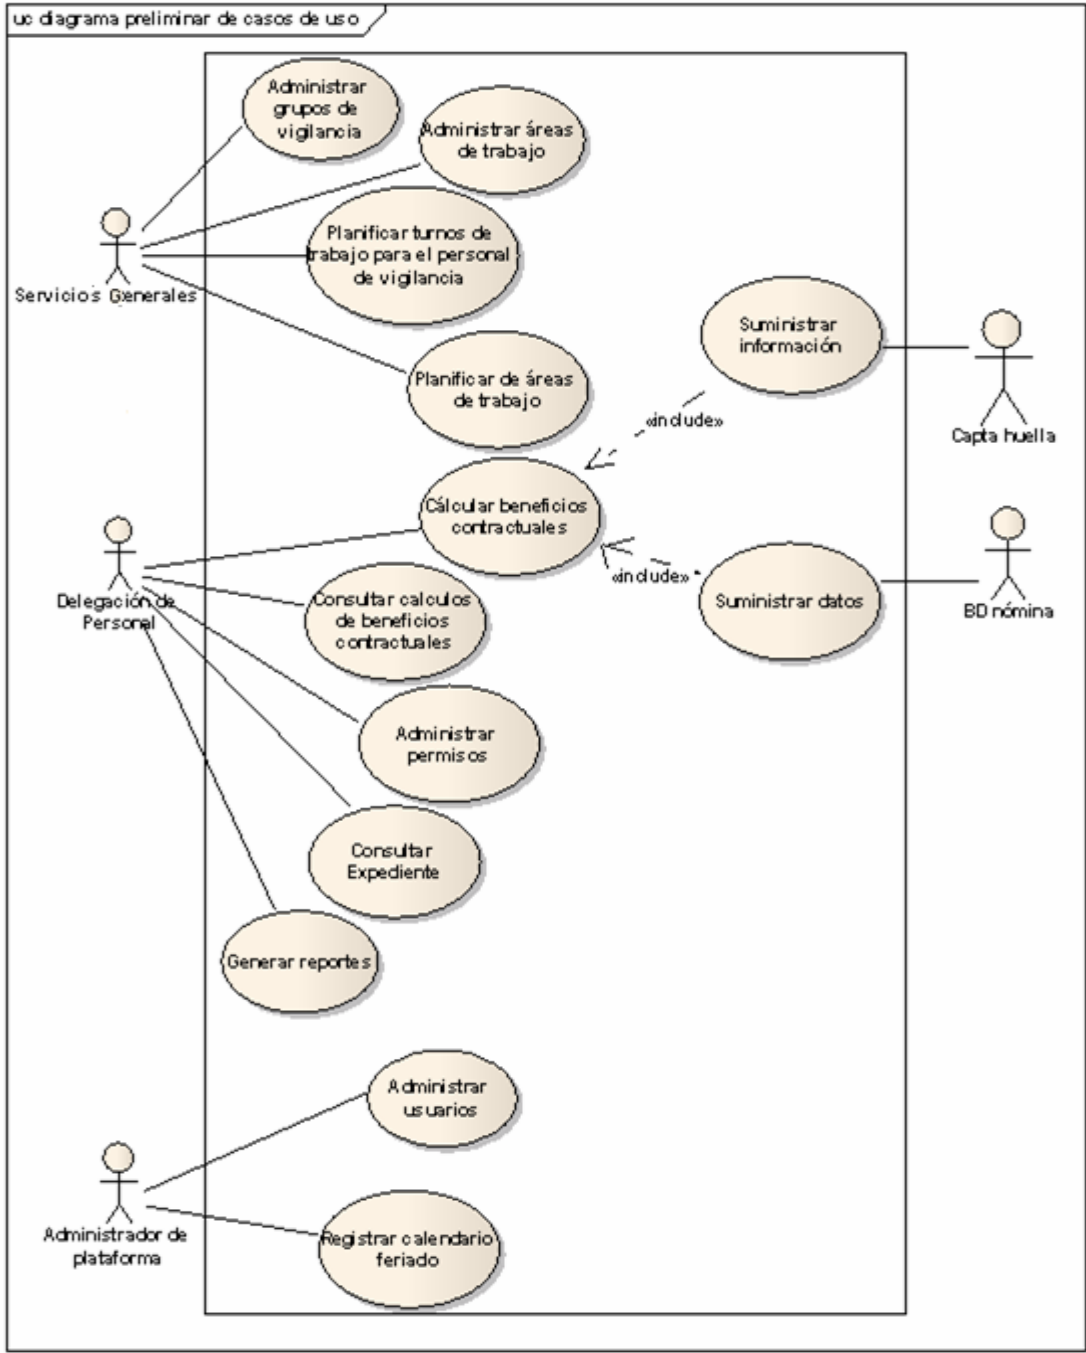 uc diagrama preliminar de casos de uso
Administrar
grupos de
vigilancia
Administrar áreas
de trabajo
Planificar turnos de
trabajo para el personal
de vigilancia
Servicios Generales
Suministrar
información
Planificar de áreas
de trabajo
«include»
Capta huella
Cálcular beneficios
contractuales
«include»
Suministrar datos
BD nómina
Delegación de
Personal
Consultar calculos
de beneficios
contractuales
Administrar
permisos
Consultar
Expediente
Generar reportes
Administrar
usuarios
Administrador de
plataforma
Registrar calendario
feriado